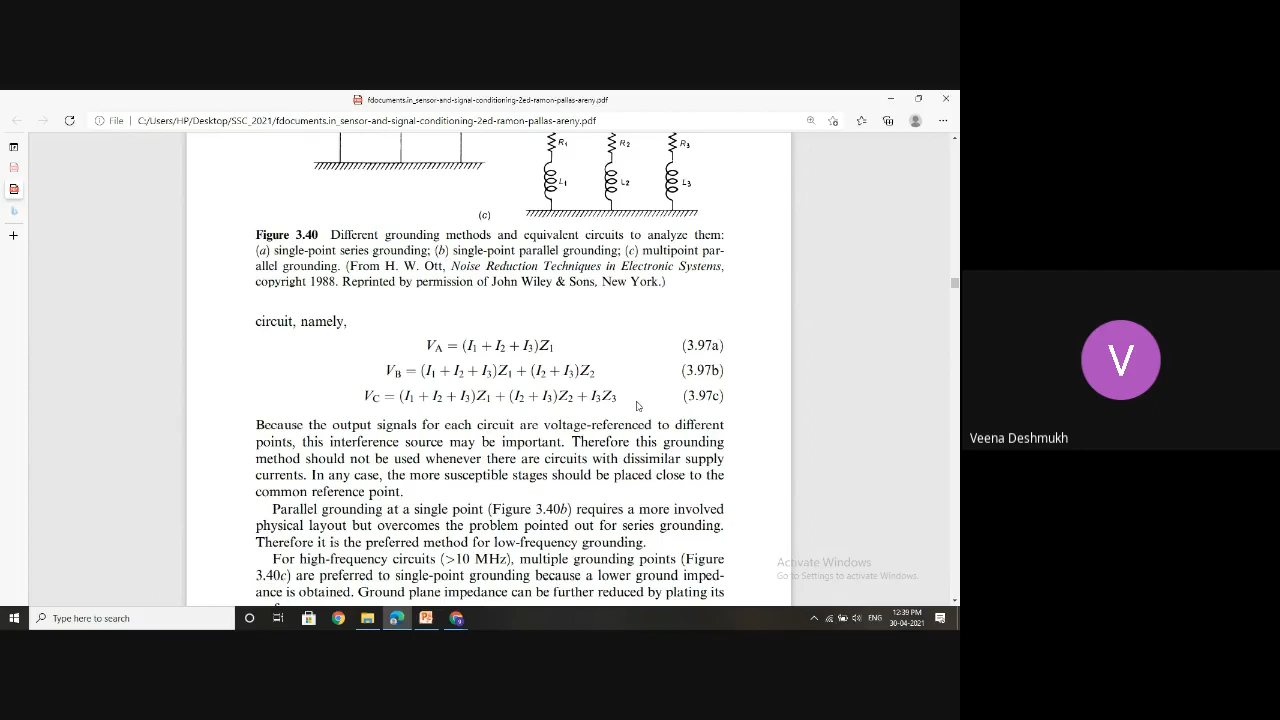 fdocuments.in_sensor-and-signal-conditioning-2ed-ramon-pallas-areny.pdf
File C:/Users/HP/Desktop/SSC_2021/fdocuments.in_sensor-and-signal-conditioning-2ed-ramon-pallas-areny.pdf
R1 R2 R3
L1 L2 L3
(c)
Figure 3.40 Different grounding methods and equivalent circuits to analyze them:
(a) single-point series grounding; (b) single-point parallel grounding; (c) multipoint par-
allel grounding. (From H. W. Ott, Noise Reduction Techniques in Electronic Systems,
copyright 1988. Reprinted by permission of John Wiley & Sons, New York.)
circuit, namely,
VA = (I1 + I2 + I3)Z1 (3.97a)
VB = (I1 + I2 + I3)Z1 + (I2 + I3)Z2 (3.97b)
VC = (I1 + I2 + I3)Z1 + (I2 + I3)Z2 + I3Z3 (3.97c)
Because the output signals for each circuit are voltage-referenced to different
points, this interference source may be important. Therefore this grounding
method should not be used whenever there are circuits with dissimilar supply
currents. In any case, the more susceptible stages should be placed close to the
common reference point.
Parallel grounding at a single point (Figure 3.40b) requires a more involved
physical layout but overcomes the problem pointed out for series grounding.
Therefore it is the preferred method for low-frequency grounding.
For high-frequency circuits (>10 MHz), multiple grounding points (Figure
3.40c) are preferred to single-point grounding because a lower ground imped-
ance is obtained. Ground plane impedance can be further reduced by plating its
Activate Windows
Go to Settings to activate Windows.
Type here to search
ENG
12:39 PM
30-04-2021
V
Veena Deshmukh